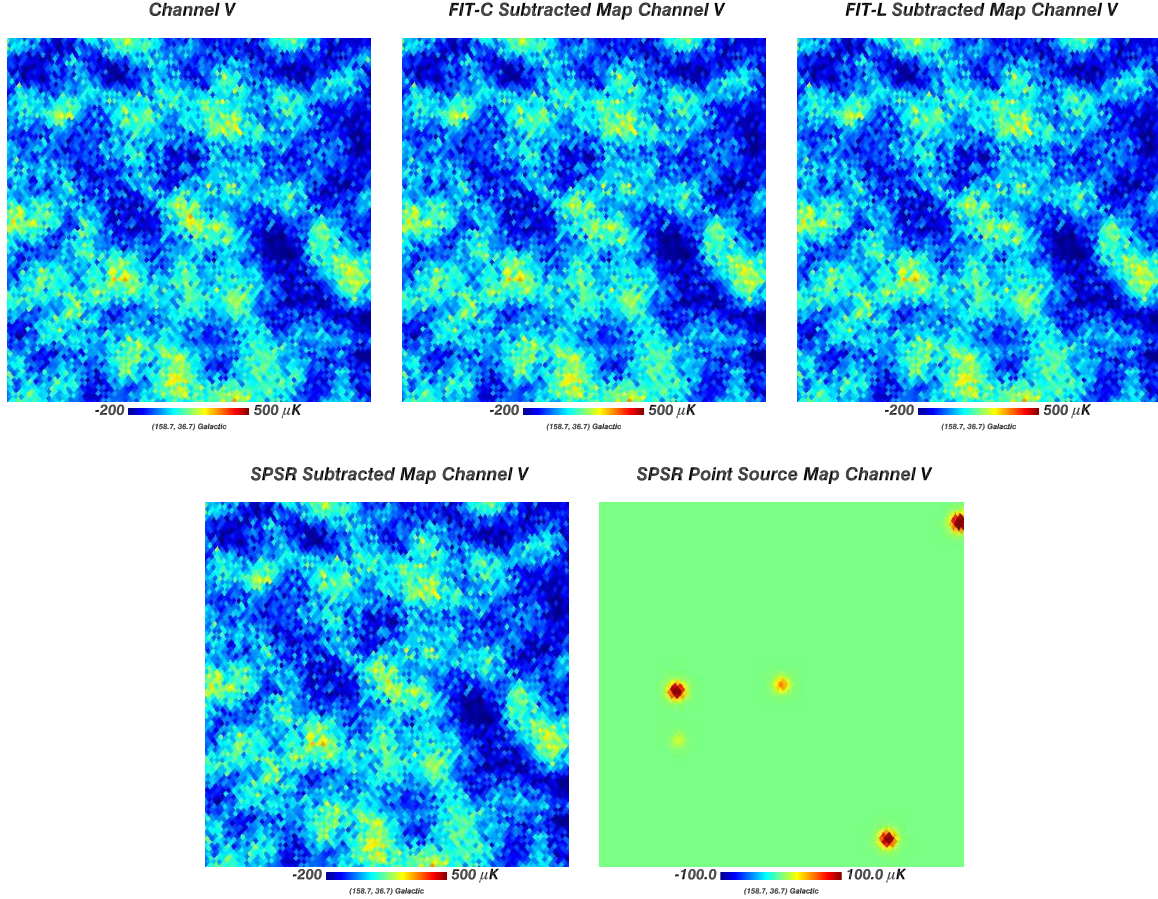 Channel V
FIT-C Subtracted Map Channel V
FIT-L Subtracted Map Channel V
-200 500 μK
(158.7, 36.7) Galactic
-200 500 μK
(158.7, 36.7) Galactic
-200 500 μK
(158.7, 36.7) Galactic
SPSR Subtracted Map Channel V
SPSR Point Source Map Channel V
-200 500 μK
(158.7, 36.7) Galactic
-100.0 100.0 μK
(158.7, 36.7) Galactic